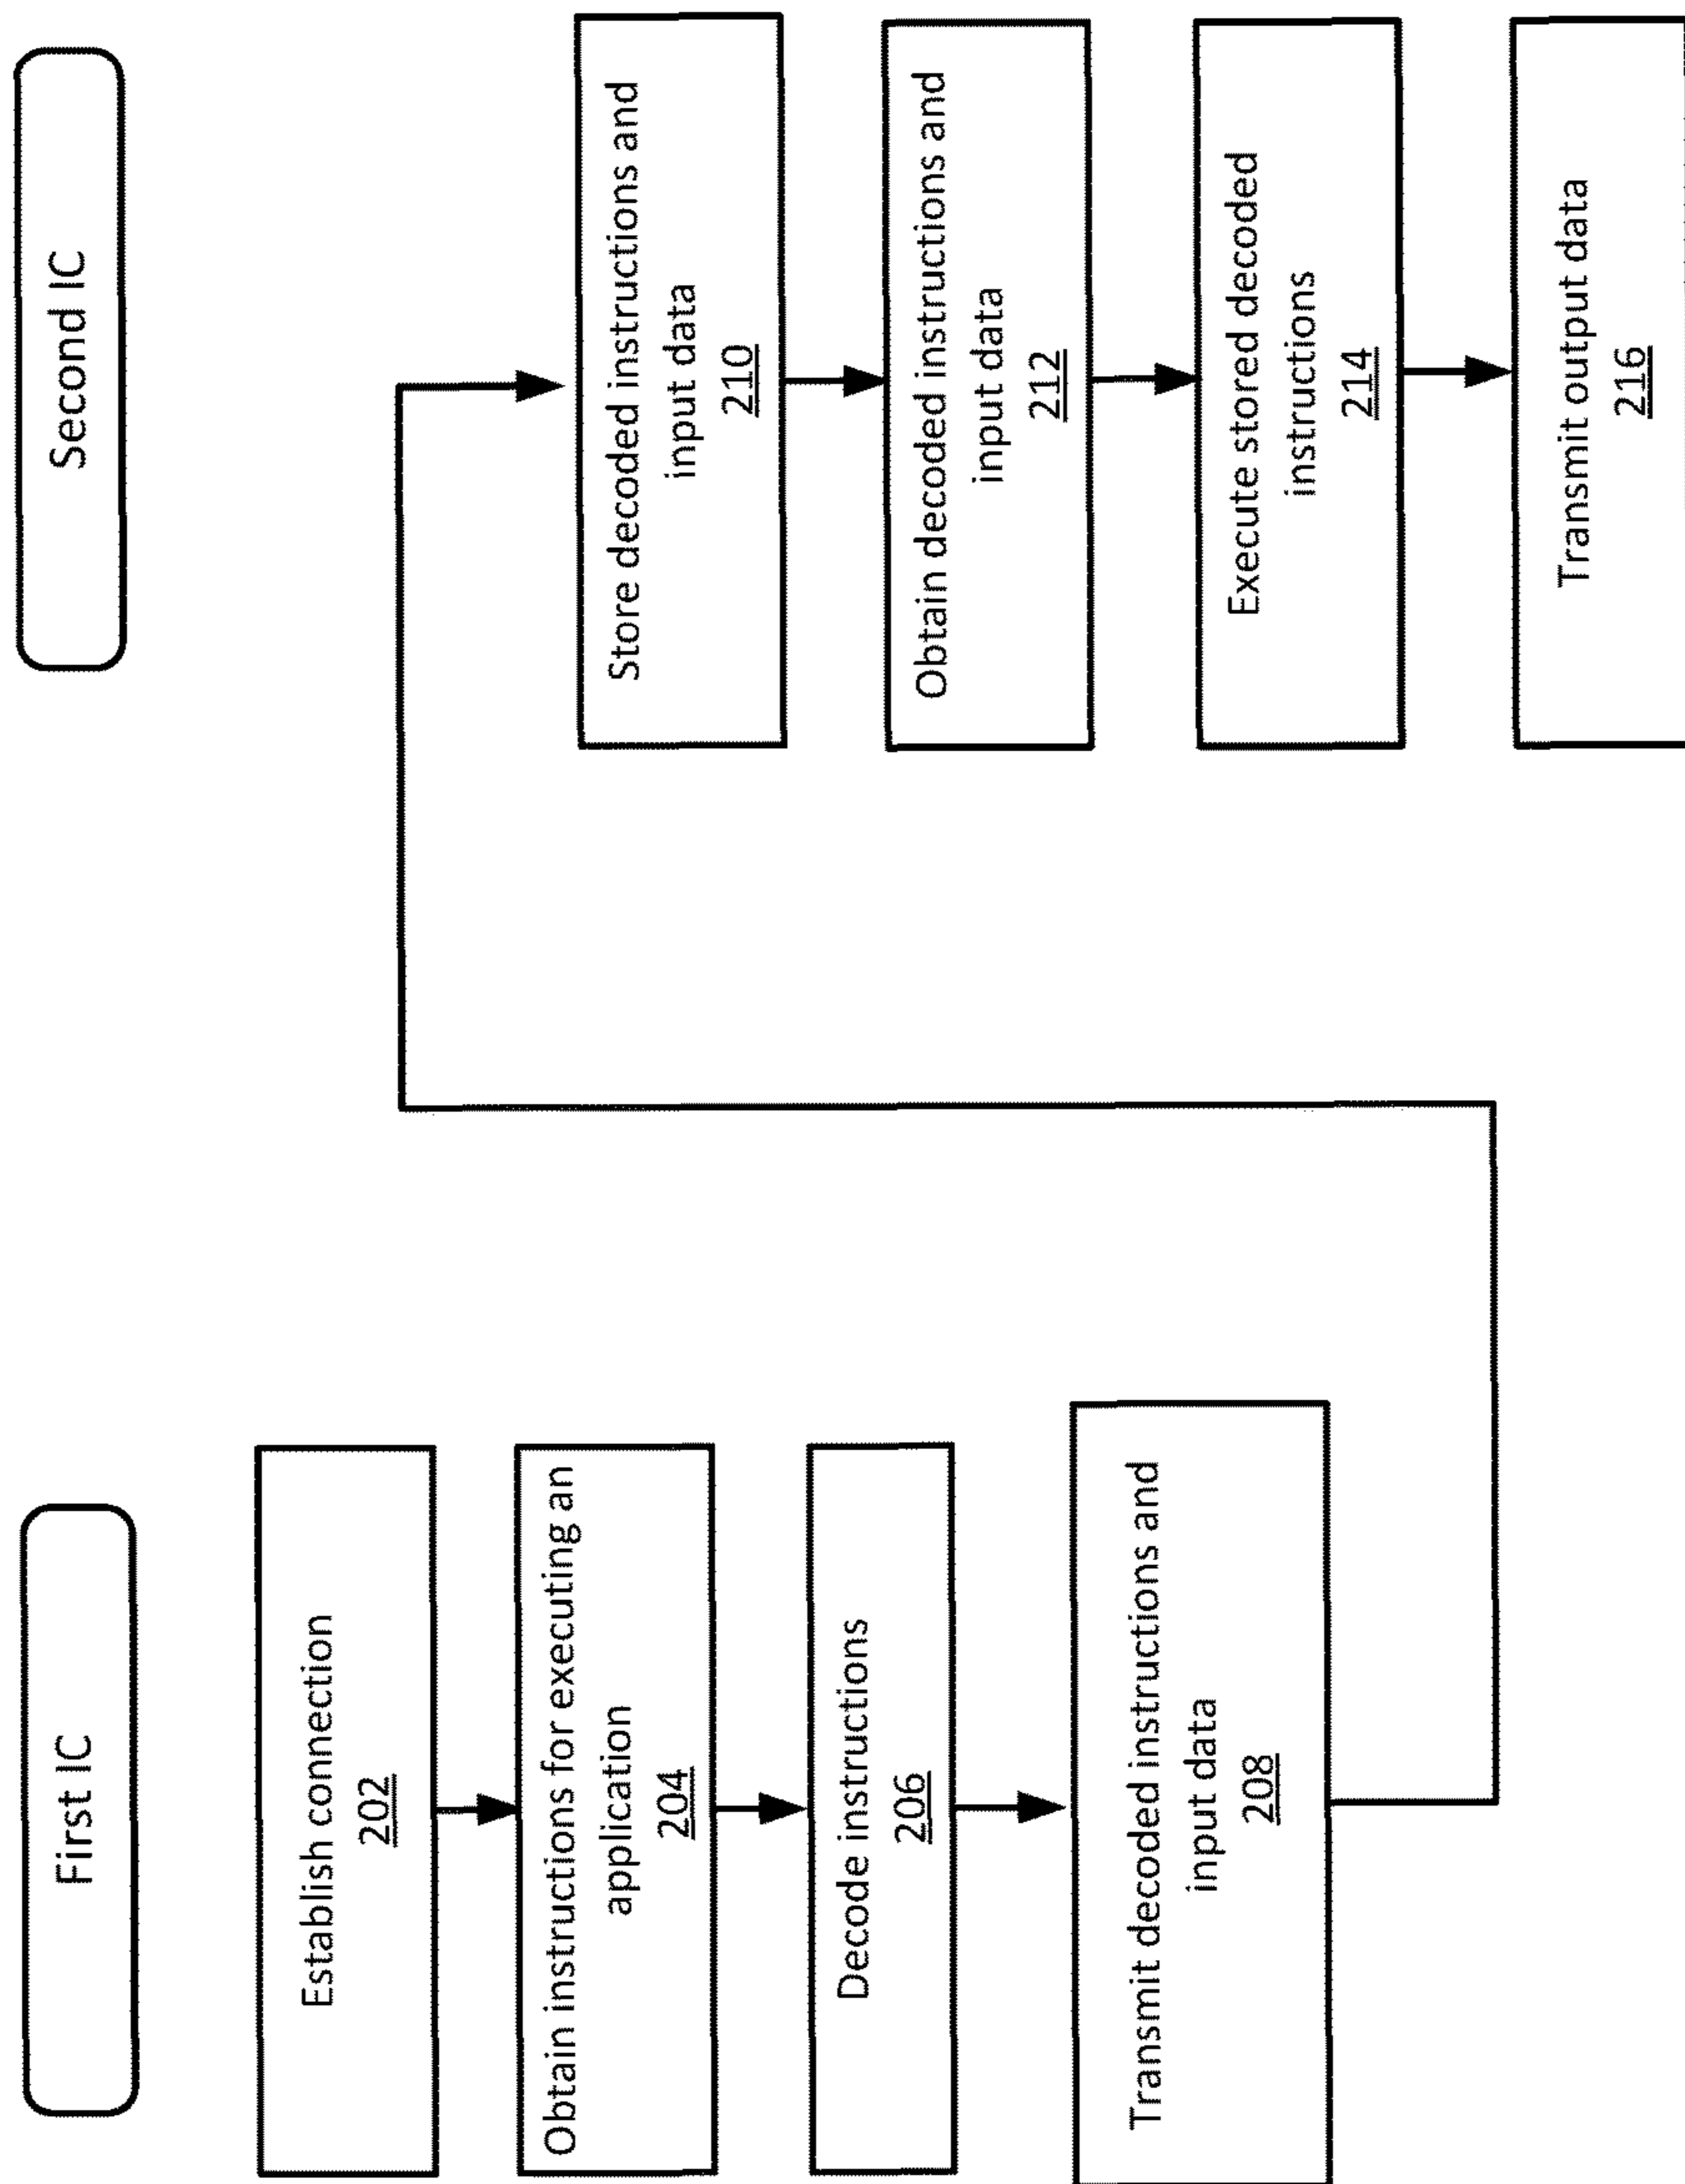 First IC
Establish connection
202
Obtain instructions for executing an
application
204
Decode instructions
206
Transmit decoded instructions and
input data
208
Second IC
Store decoded instructions and
input data
210
Obtain decoded instructions and
input data
212
Execute stored decoded
instructions
214
Transmit output data
216